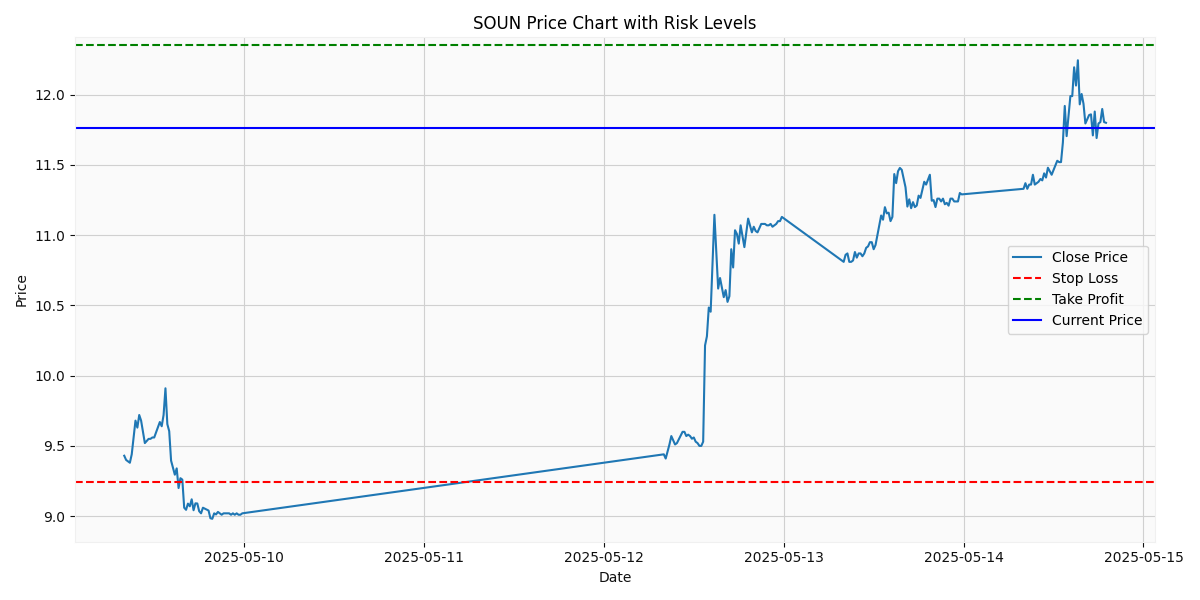 SOUN Price Chart with Risk Levels
12.0
11.5
11.0
10.5
10.0
9.5
9.0
Price
Close Price
Stop Loss
Take Profit
Current Price
2025-05-10
2025-05-11
2025-05-12
2025-05-13
2025-05-14
2025-05-15
Date